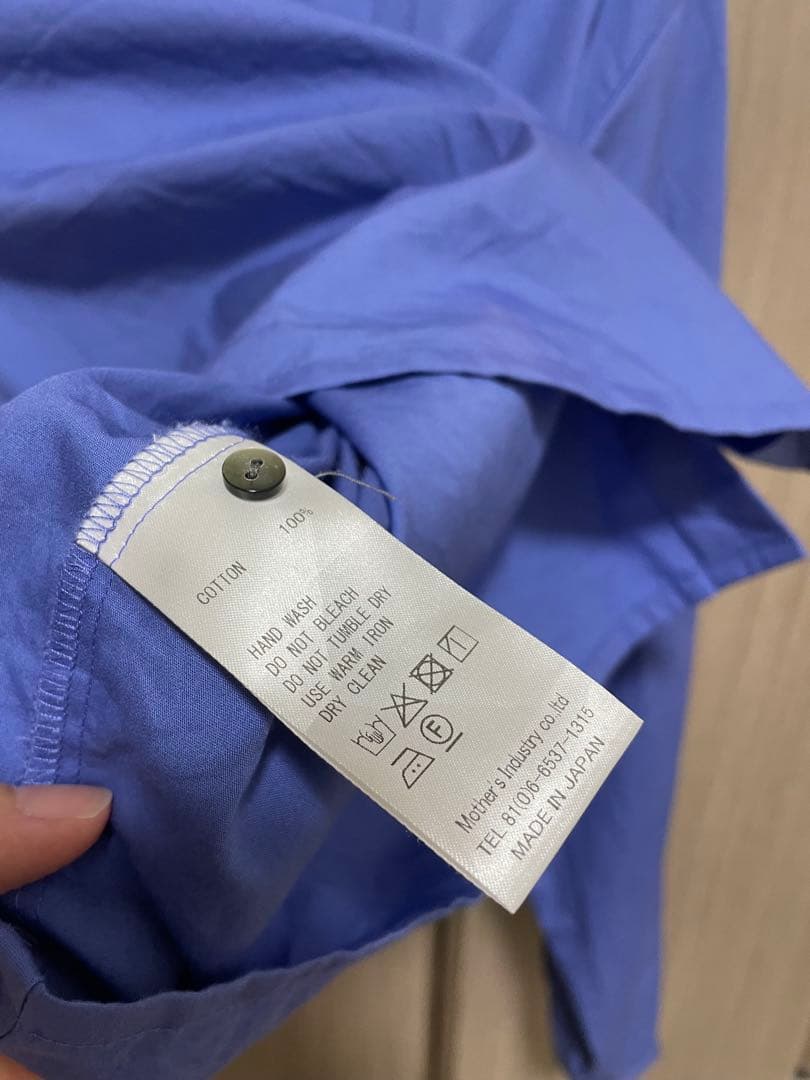 COTTON 100%
HAND WASH
DO NOT BLEACH
DO NOT TUMBLE DRY
USE WARM IRON
DRY CLEAN
F
Mother's Industry co.,ltd
TEL 81(0)6-6537-1315
MADE IN JAPAN